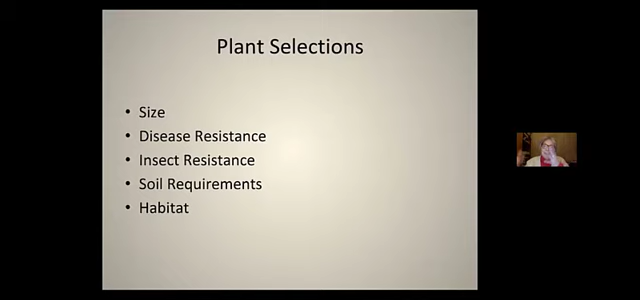 Plant Selections
• Size
• Disease Resistance
• Insect Resistance
• Soil Requirements
• Habitat